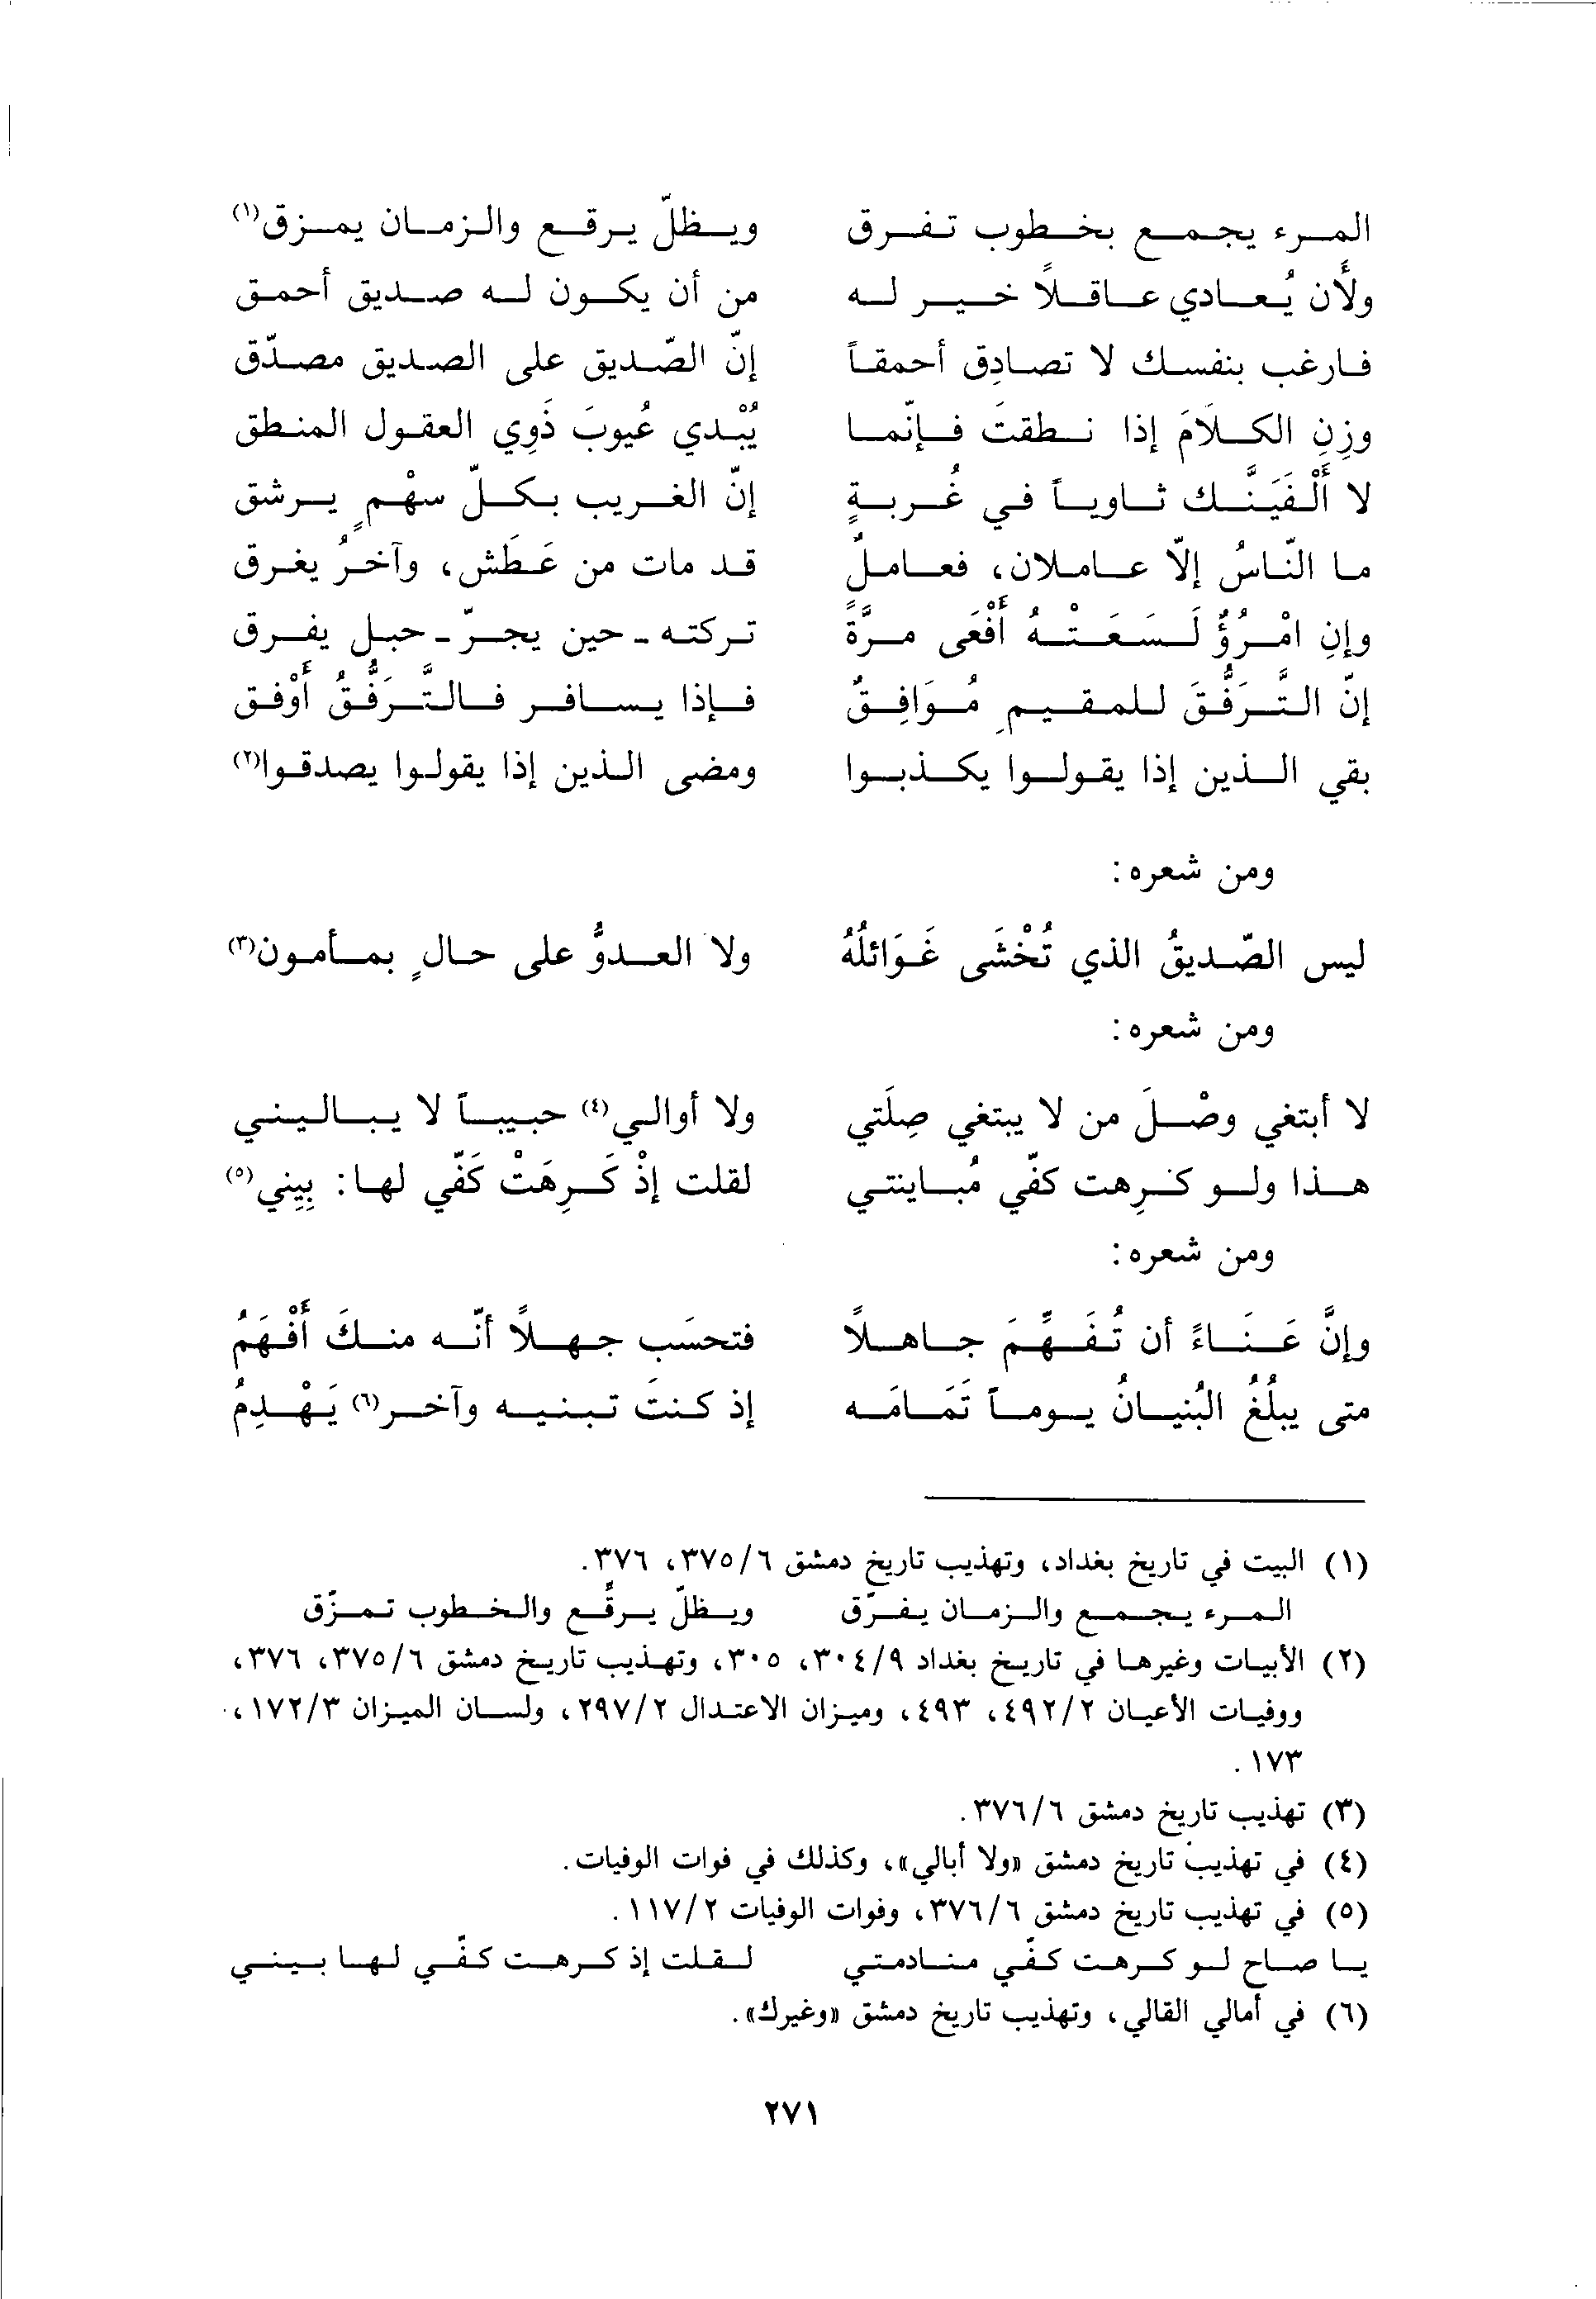 المرء يجمع بخطوب تفرق ويظلّ يرقع والزمان يمزق(١)
ولَأن يُعادي عاقلاً خير له من أن يكون له صديق أحمق
فارغب بنفسك لا تصادِق أحمقاً إنّ الصّديق على الصديق مصدّق
وزِنِ الكلَامَ إذا نطقتَ فإنّما يُبْدي عُيوبَ ذَوِي العقول المنطق
لا أَلْفَيَنَّك ثاوياً في غُربةٍ إنّ الغريب بكلّ سهْمٍ يرشق
ما النّاسُ إلّا عاملان، فعاملٌ قد مات من عَطَش، وآخرُ يغرق
وإنِ امْرُؤٌ لَسَعَتْهُ أَفْعَى مرَّةً تركته - حين يجرّ - حبل يفرق
إنّ التَّرَفُّقَ للمقيمِ مُوَافِقٌ فإذا يسافر فالتَّرَفُّقُ أَوْفق
بقي الذين إذا يقولوا يكذبوا ومضى الذين إذا يقولوا يصدقوا(٢)
ومن شعره:
ليس الصّديقُ الذي تُخْشَى غَوَائلُهُ ولا العدوُّ على حالٍ بمأمون(٣)
ومن شعره:
لا أبتغي وصْلَ من لا يبتغي صِلَتي ولا أوالي(٤) حبيباً لا يباليني
هذا ولو كرِهت كفّي مُباينتي لقلت إذْ كَرِهَتْ كَفّي لها: بِيِني(٥)
ومن شعره:
وإنَّ عَنَاءً أن تُفَهِّمَ جاهلاً فتحسَب جهلاً أنّه منكَ أَفْهَمُ
متى يبلُغُ البُنيانُ يوماً تَمَامَه إذ كنتَ تبنيه وآخر(٦) يَهْدِمُ
(١) البيت في تاريخ بغداد، وتهذيب تاريخ دمشق ٣٧٥/٦، ٣٧٦.
المرء يجمع والزمان يفرّق ويظلّ يرقّع والخطوب تمزّق
(٢) الأبيات وغيرها في تاريخ بغداد ٣٠٤/٩، ٣٠٥، وتهذيب تاريخ دمشق ٣٧٥/٦، ٣٧٦،
ووفيات الأعيان ٤٩٢/٢، ٤٩٣، وميزان الاعتدال ٢٩٧/٢، ولسان الميزان ١٧٢/٣،
١٧٣.
(٣) تهذيب تاريخ دمشق ٣٧٦/٦.
(٤) في تهذيب تاريخ دمشق «ولا أبالي»، وكذلك في فوات الوفيات.
(٥) في تهذيب تاريخ دمشق ٣٧٦/٦، وفوات الوفيات ١١٧/٢.
يا صاح لو كرهت كفّي منادمتي لقلت إذ كرهت كفّي لها بيني
(٦) في أمالي القالي، وتهذيب تاريخ دمشق «وغيرك».
٢٧١